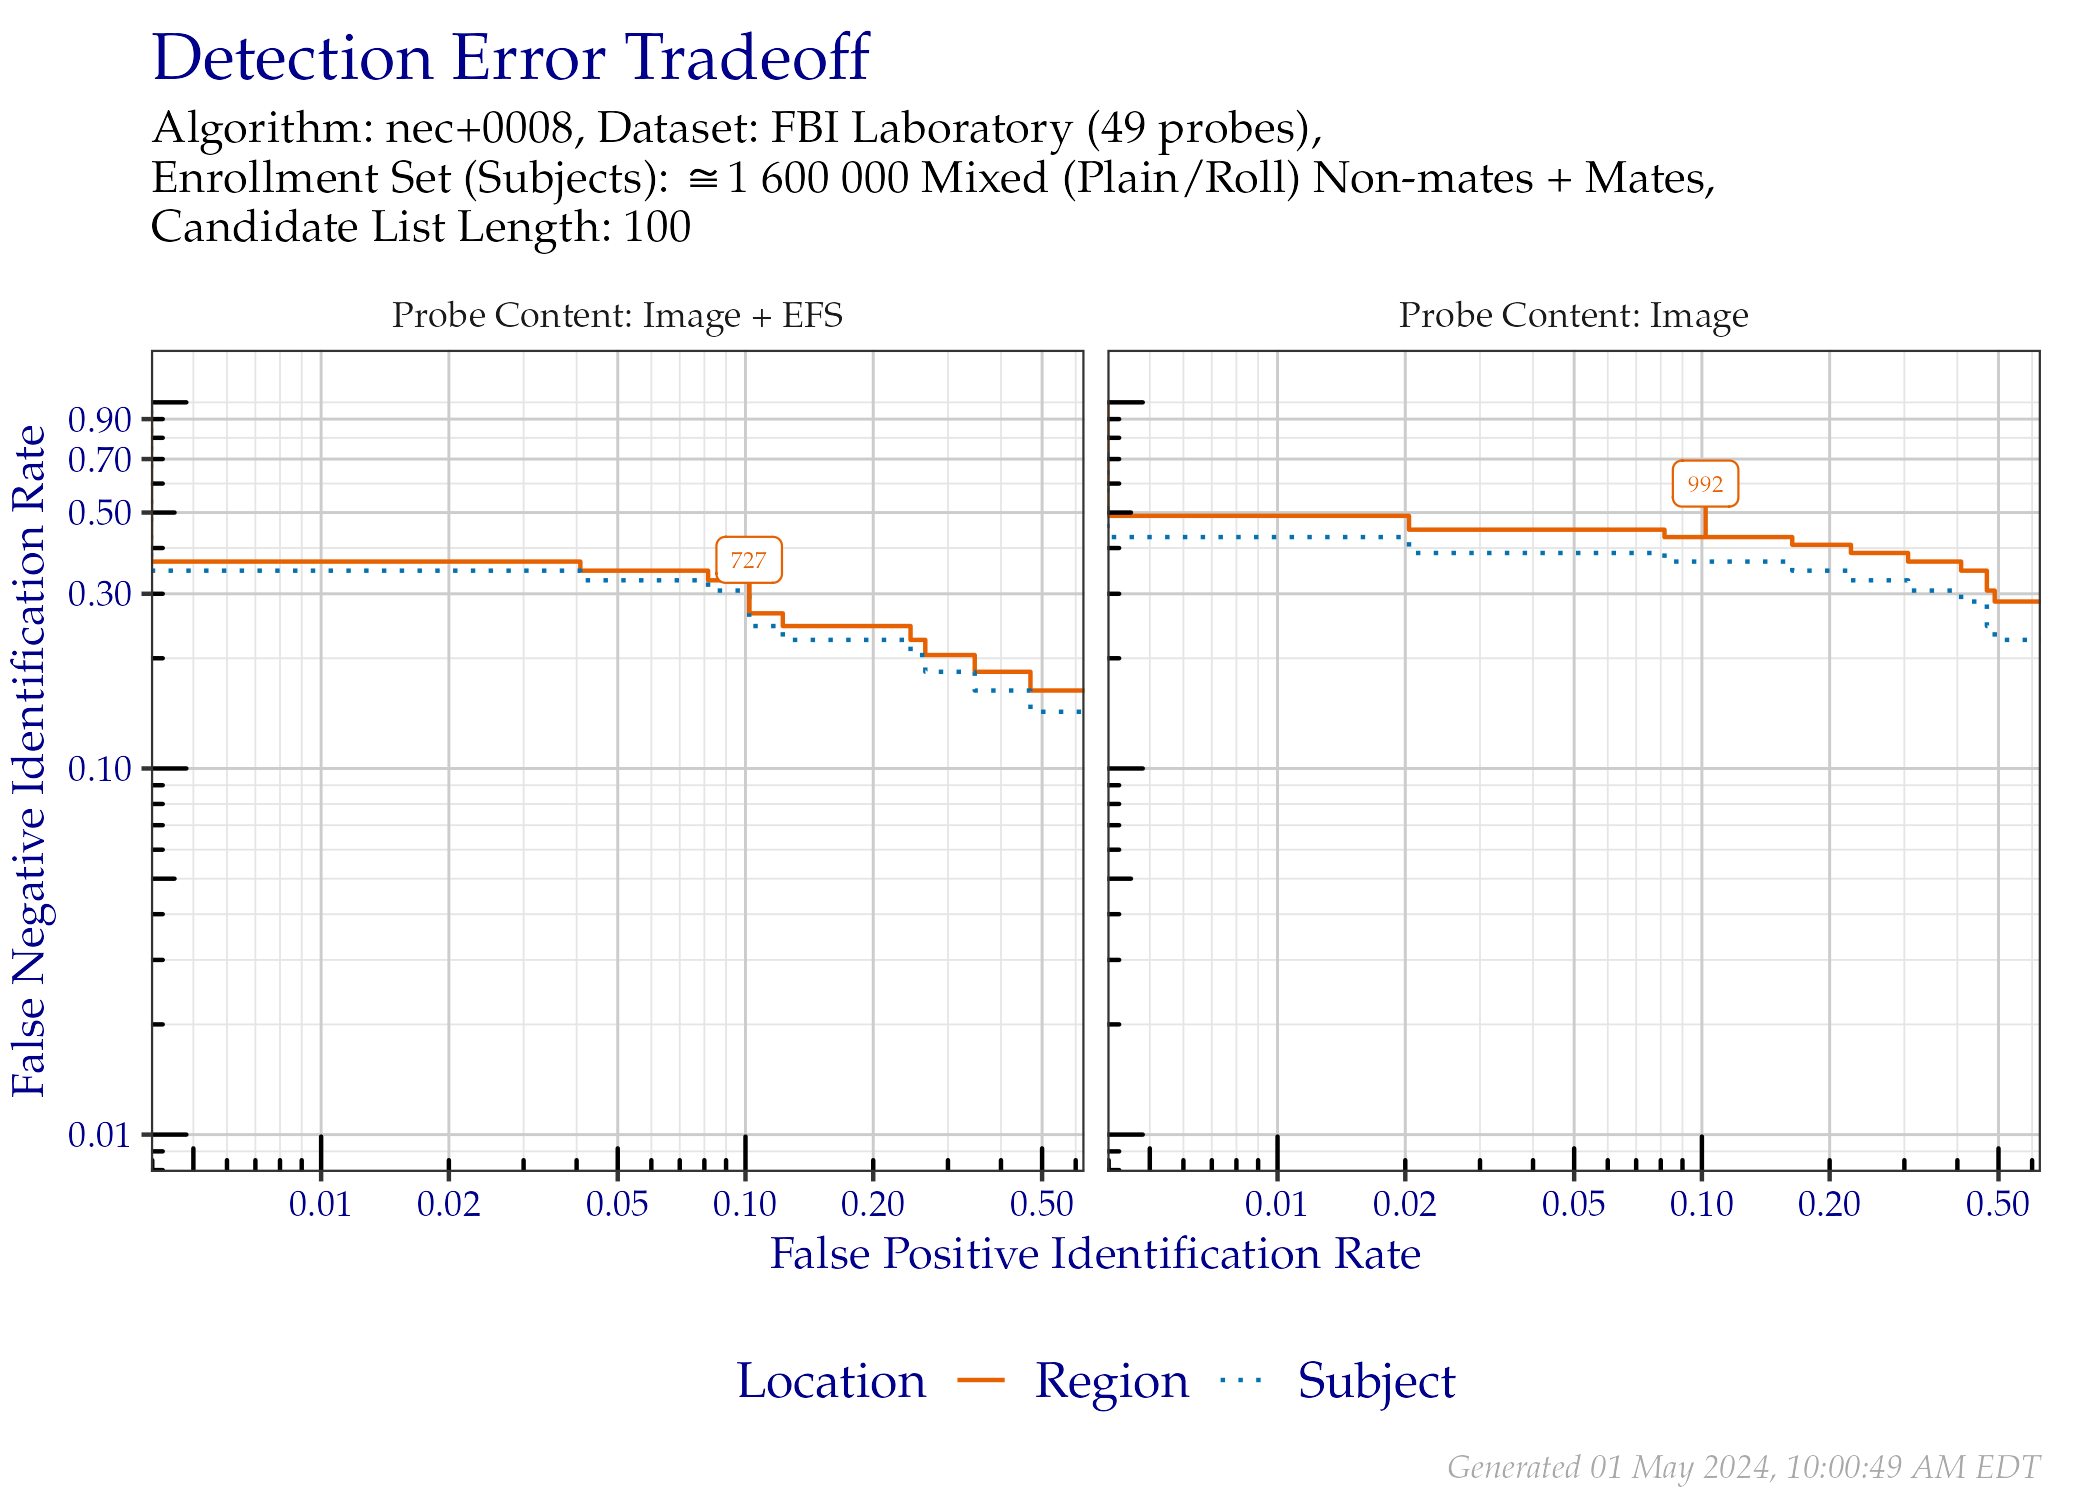 Detection Error Tradeoff
Algorithm: nec+0008, Dataset: FBI Laboratory (49 probes),
Enrollment Set (Subjects): ≅1 600 000 Mixed (Plain/Roll) Non-mates + Mates,
Candidate List Length: 100
Probe Content: Image + EFS
Probe Content: Image
False Negative Identification Rate
0.90
0.70
0.50
0.30
0.10
0.01
727
992
0.01 0.02 0.05 0.10 0.20 0.50
0.01 0.02 0.05 0.10 0.20 0.50
False Positive Identification Rate
Location Region Subject
Generated 01 May 2024, 10:00:49 AM EDT